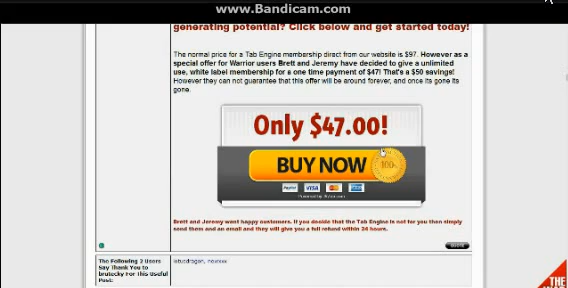 www.Bandicam.com
generating potential? Click below and get started today!
The normal price for a Tab Engine membership direct from our website is $97. However as a
special offer for Warrior users Brett and Jeremy have decided to give a unlimited
use, white label membership for a one time payment of $47! That's a $50 savings!
However they can not guarantee that this offer will be around forever, and once its gone its
gone.
Only $47.00!
BUY NOW
100%
PayPal VISA
Brett and Jeremy want happy customers. If you decide that the Tab Engine is not for you then simply
send them and an email and they will give you a full refund within 24 hours.
QUOTE
The Following 2 Users
Say Thank You to
brutecky For This Useful
Post:
THE